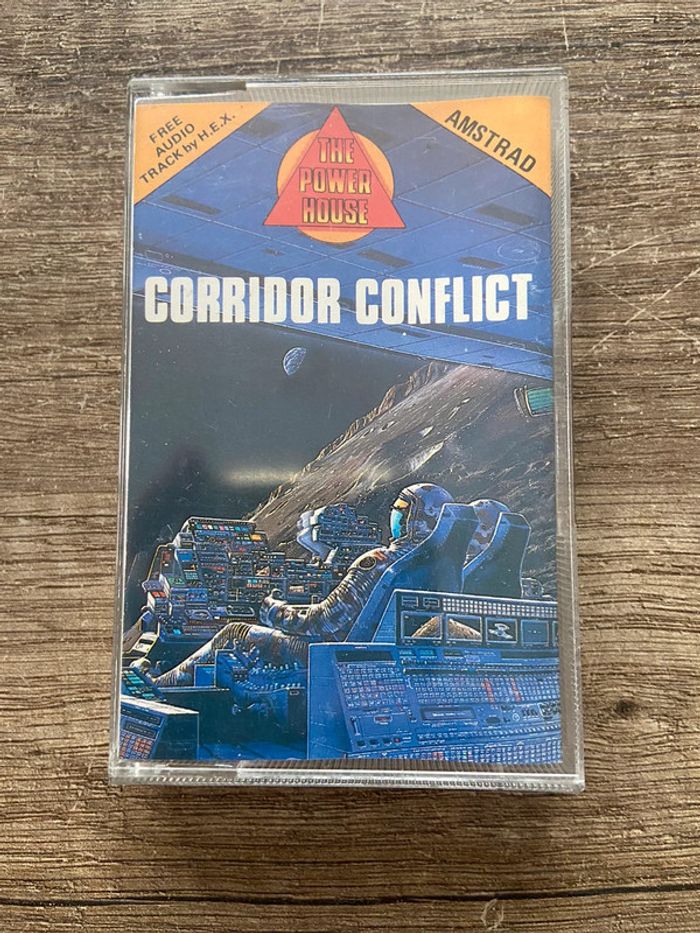 FREE
AUDIO
TRACK by H.E.X.
THE
POWER
HOUSE
AMSTRAD
CORRIDOR CONFLICT